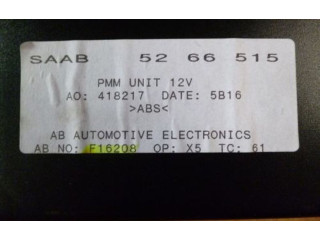 SAAB 52 66 515
PMM UNIT 12V
AO: 418217 DATE: 5B16
>ABS<
AB AUTOMOTIVE ELECTRONICS
AB NO: F16208 OP: X5 TC: 61